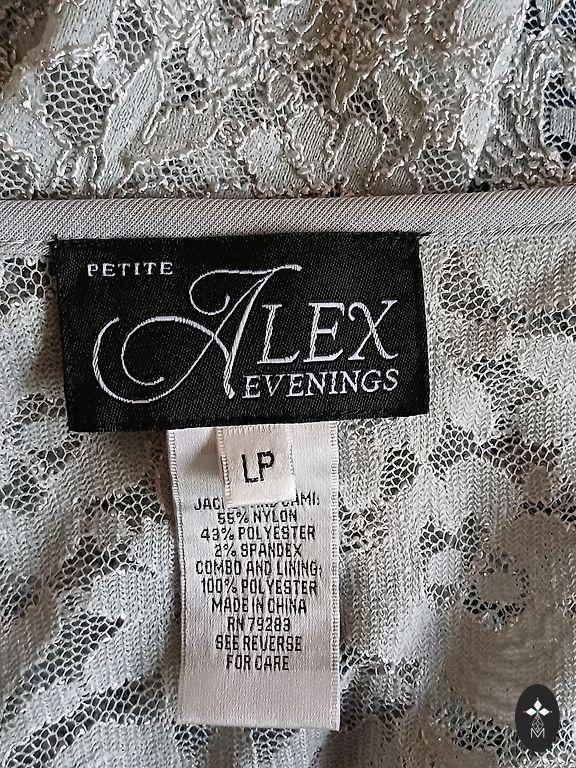 PETITE
ALEX
EVENINGS
LP
55% NYLON
43% POLYESTER
2% SPANDEX
COMBO AND LINING:
100% POLYESTER
MADE IN CHINA
RN 79283
SEE REVERSE
FOR CARE
M